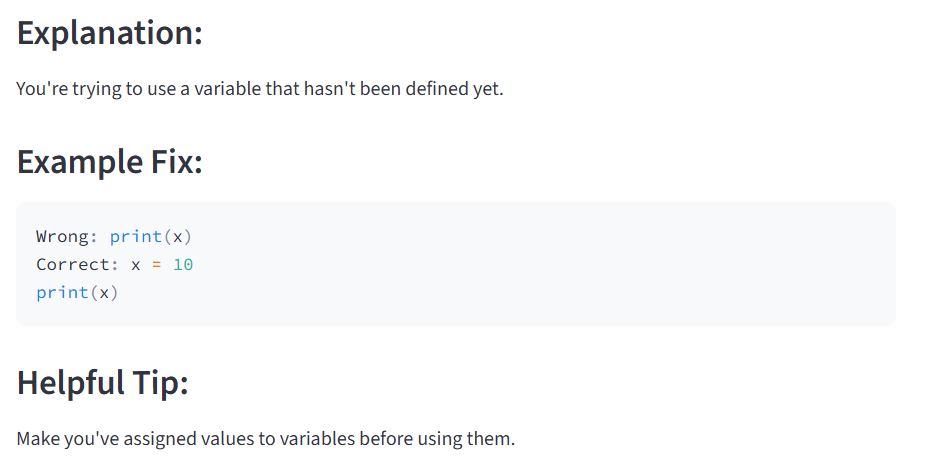 Explanation:
You're trying to use a variable that hasn't been defined yet.
Example Fix:
Wrong: print(x)
Correct: x = 10
print(x)
Helpful Tip:
Make you've assigned values to variables before using them.